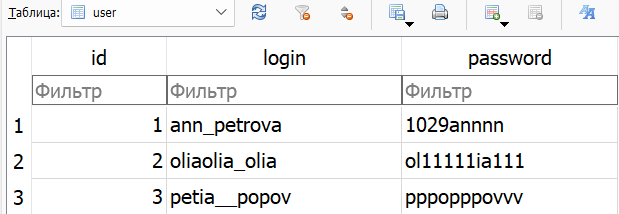 Таблица: user
id login password
Фильтр Фильтр Фильтр
1 1 ann_petrova 1029annnn
2 2 oliaolia_olia ol11111ia111
3 3 petia__popov pppopppovvv